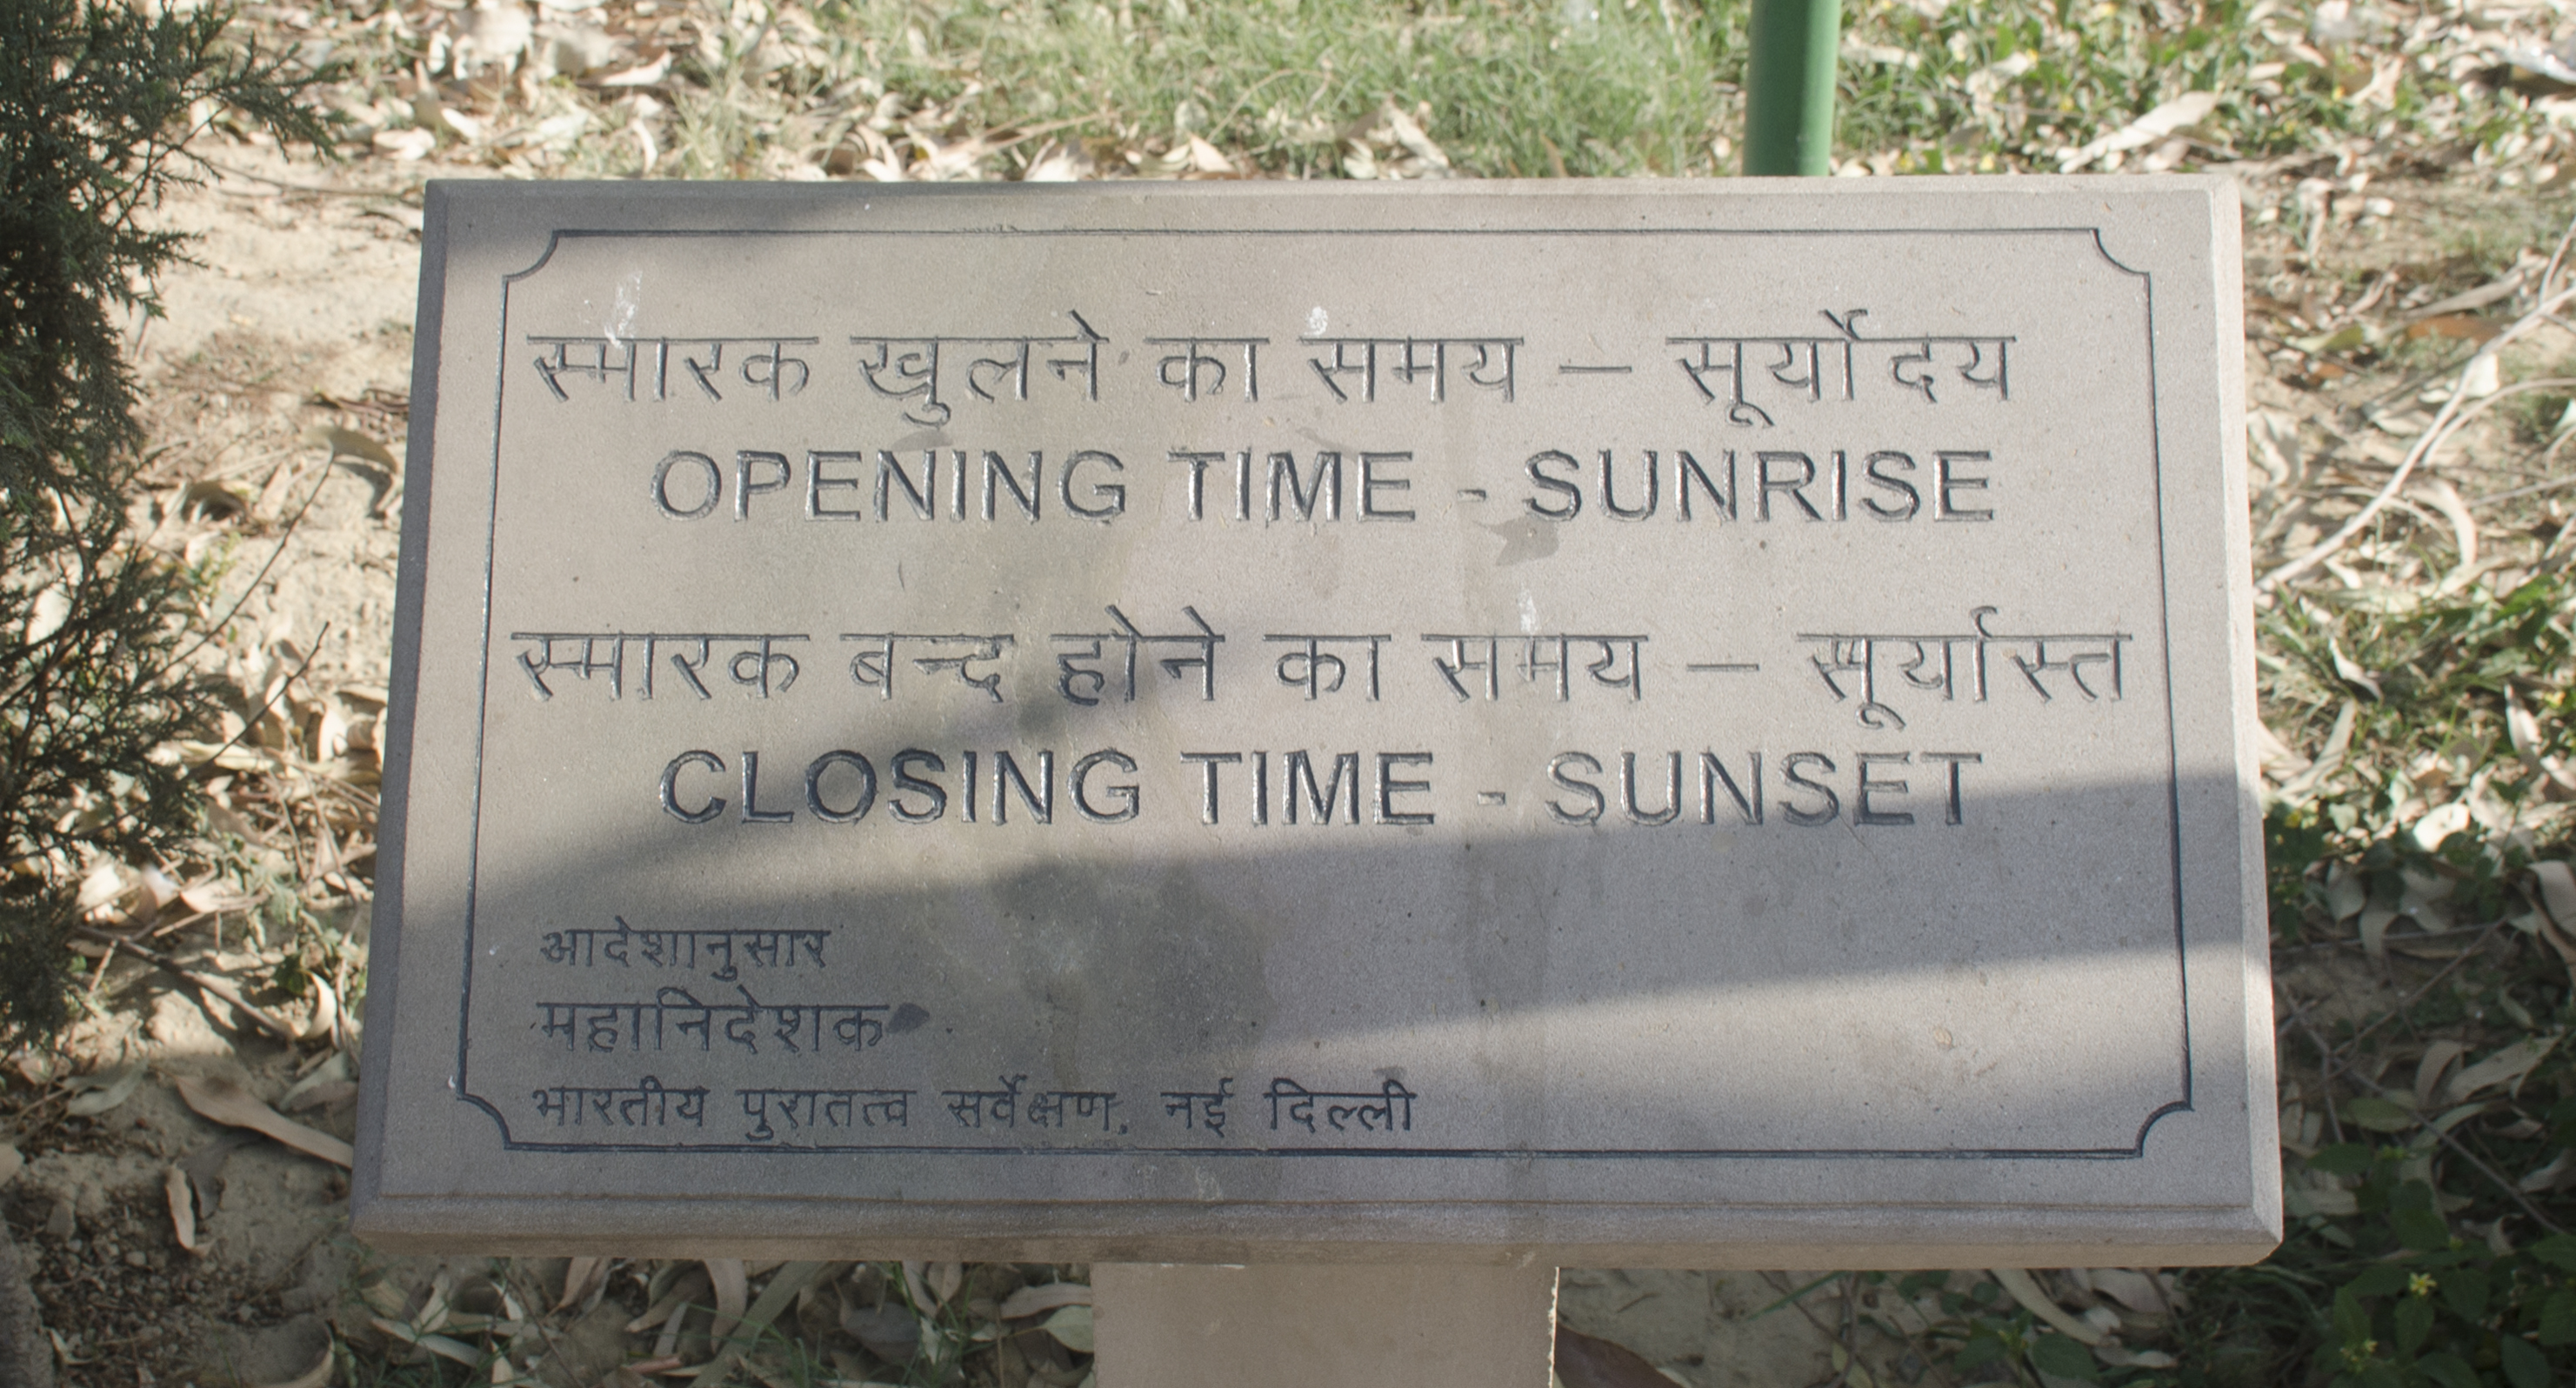 स्मारक खुलने का समय – सूर्यौदय
OPENING TIME - SUNRISE
स्मारक बन्द होने का समय – सूर्यास्त
CLOSING TIME - SUNSET
आदेशानुसार
महानिदेशक
भारतीय पुरातत्व सर्वेक्षण, नई दिल्ली